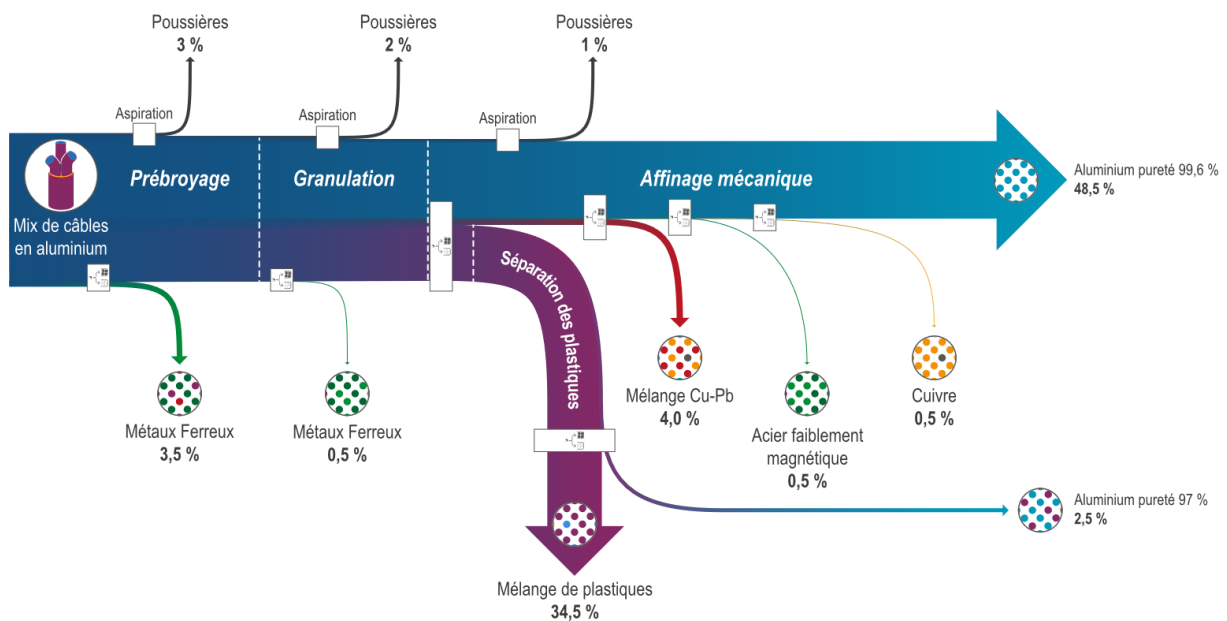 Poussières
3 %
Poussières
2 %
Poussières
1 %
Aspiration
Aspiration
Aspiration
Mix de câbles
en aluminium
Prébroyage
Granulation
Affinage mécanique
Aluminium pureté 99,6 %
48,5 %
Séparation des plastiques
Métaux Ferreux
3,5 %
Métaux Ferreux
0,5 %
Mélange Cu-Pb
4,0 %
Acier faiblement
magnétique
0,5 %
Cuivre
0,5 %
Aluminium pureté 97 %
2,5 %
Mélange de plastiques
34,5 %